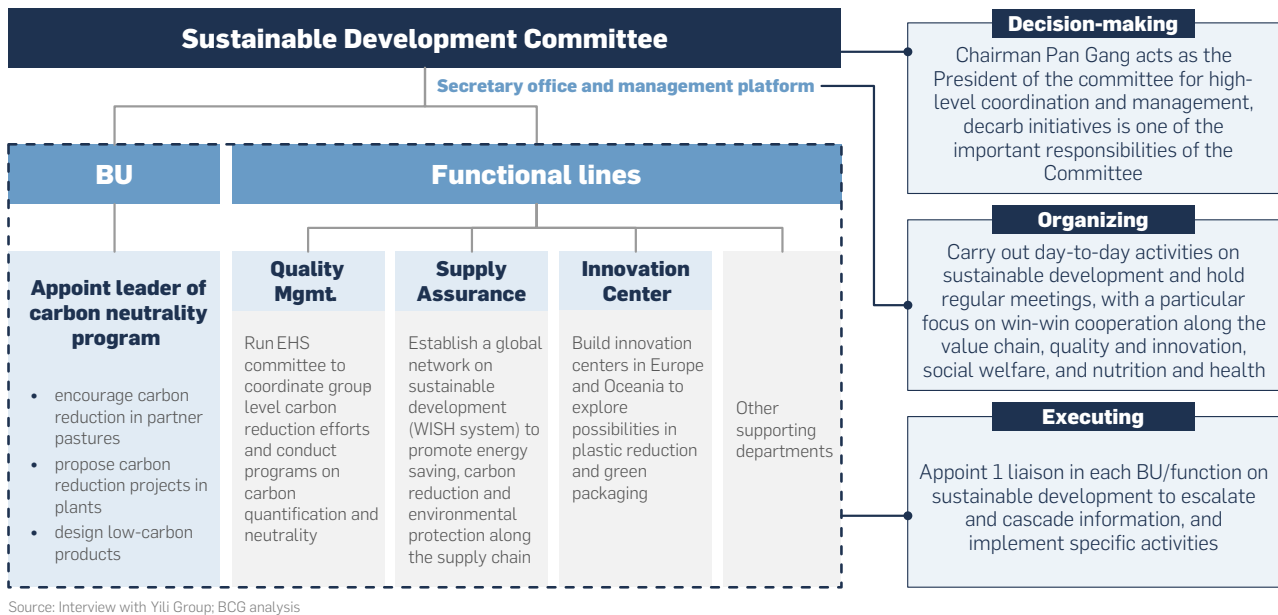 Sustainable Development Committee
Secretary office and management platform
BU
Functional lines
Appoint leader of
carbon neutrality
program
• encourage carbon
reduction in partner
pastures
• propose carbon
reduction projects in
plants
• design low-carbon
products
Quality
Mgmt.
Run EHS
committee to
coordinate group-
level carbon
reduction efforts
and conduct
programs on
carbon
quantification and
neutrality
Supply
Assurance
Establish a global
network on
sustainable
development
(WISH system) to
promote energy
saving, carbon
reduction and
environmental
protection along
the supply chain
Innovation
Center
Build innovation
centers in Europe
and Oceania to
explore
possibilities in
plastic reduction
and green
packaging
Other
supporting
departments
Decision-making
Chairman Pan Gang acts as the
President of the committee for high-
level coordination and management,
decarb initiatives is one of the
important responsibilities of the
Committee
Organizing
Carry out day-to-day activities on
sustainable development and hold
regular meetings, with a particular
focus on win-win cooperation along the
value chain, quality and innovation,
social welfare, and nutrition and health
Executing
Appoint 1 liaison in each BU/function on
sustainable development to escalate
and cascade information, and
implement specific activities
Source: Interview with Yili Group; BCG analysis